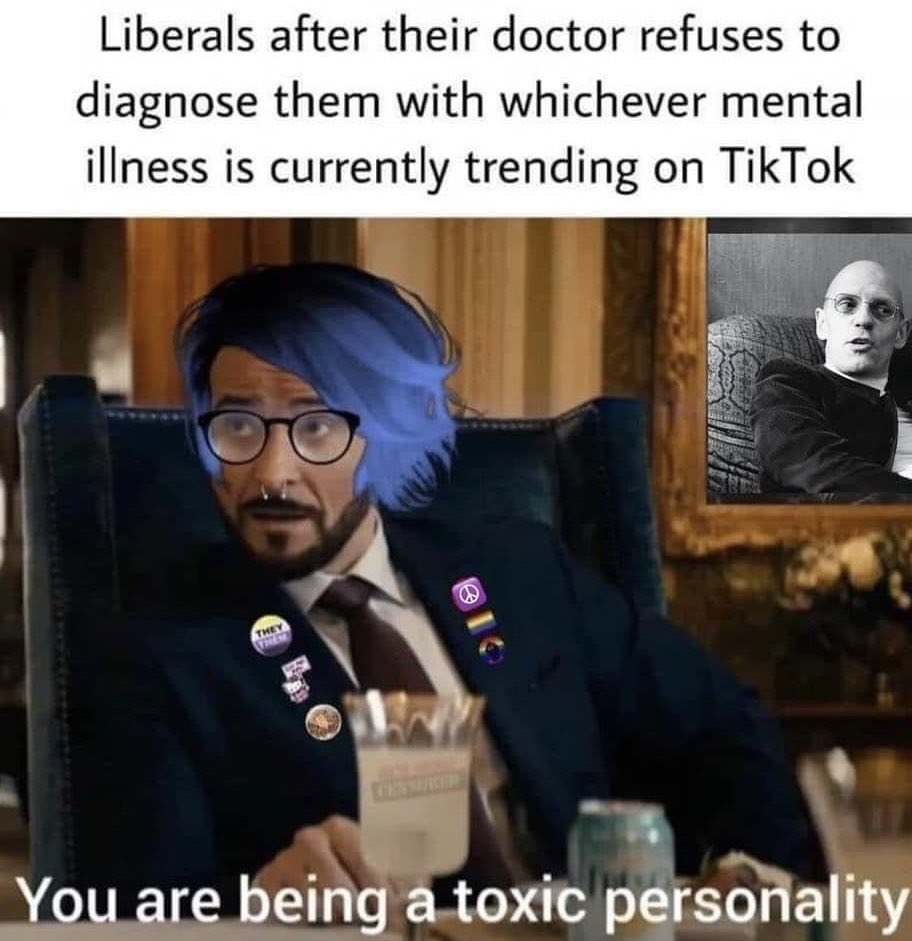 Liberals after their doctor refuses to
diagnose them with whichever mental
illness is currently trending on TikTok
THEY
THEM
CENSORED
You are being a toxic personality